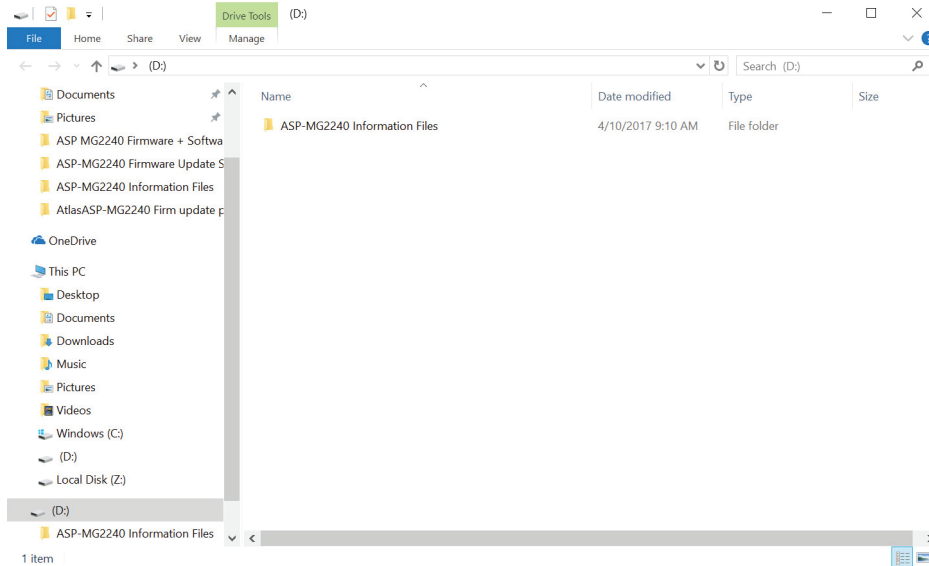 Drive Tools (D:)
File Home Share View Manage
(D:) Search (D:)
Documents
Pictures
ASP MG2240 Firmware + Softwa
ASP-MG2240 Firmware Update S
ASP-MG2240 Information Files
AtlasASP-MG2240 Firm update p
OneDrive
This PC
Desktop
Documents
Downloads
Music
Pictures
Videos
Windows (C:)
(D:)
Local Disk (Z:)
(D:)
ASP-MG2240 Information Files
Name Date modified Type Size
ASP-MG2240 Information Files 4/10/2017 9:10 AM File folder
1 item